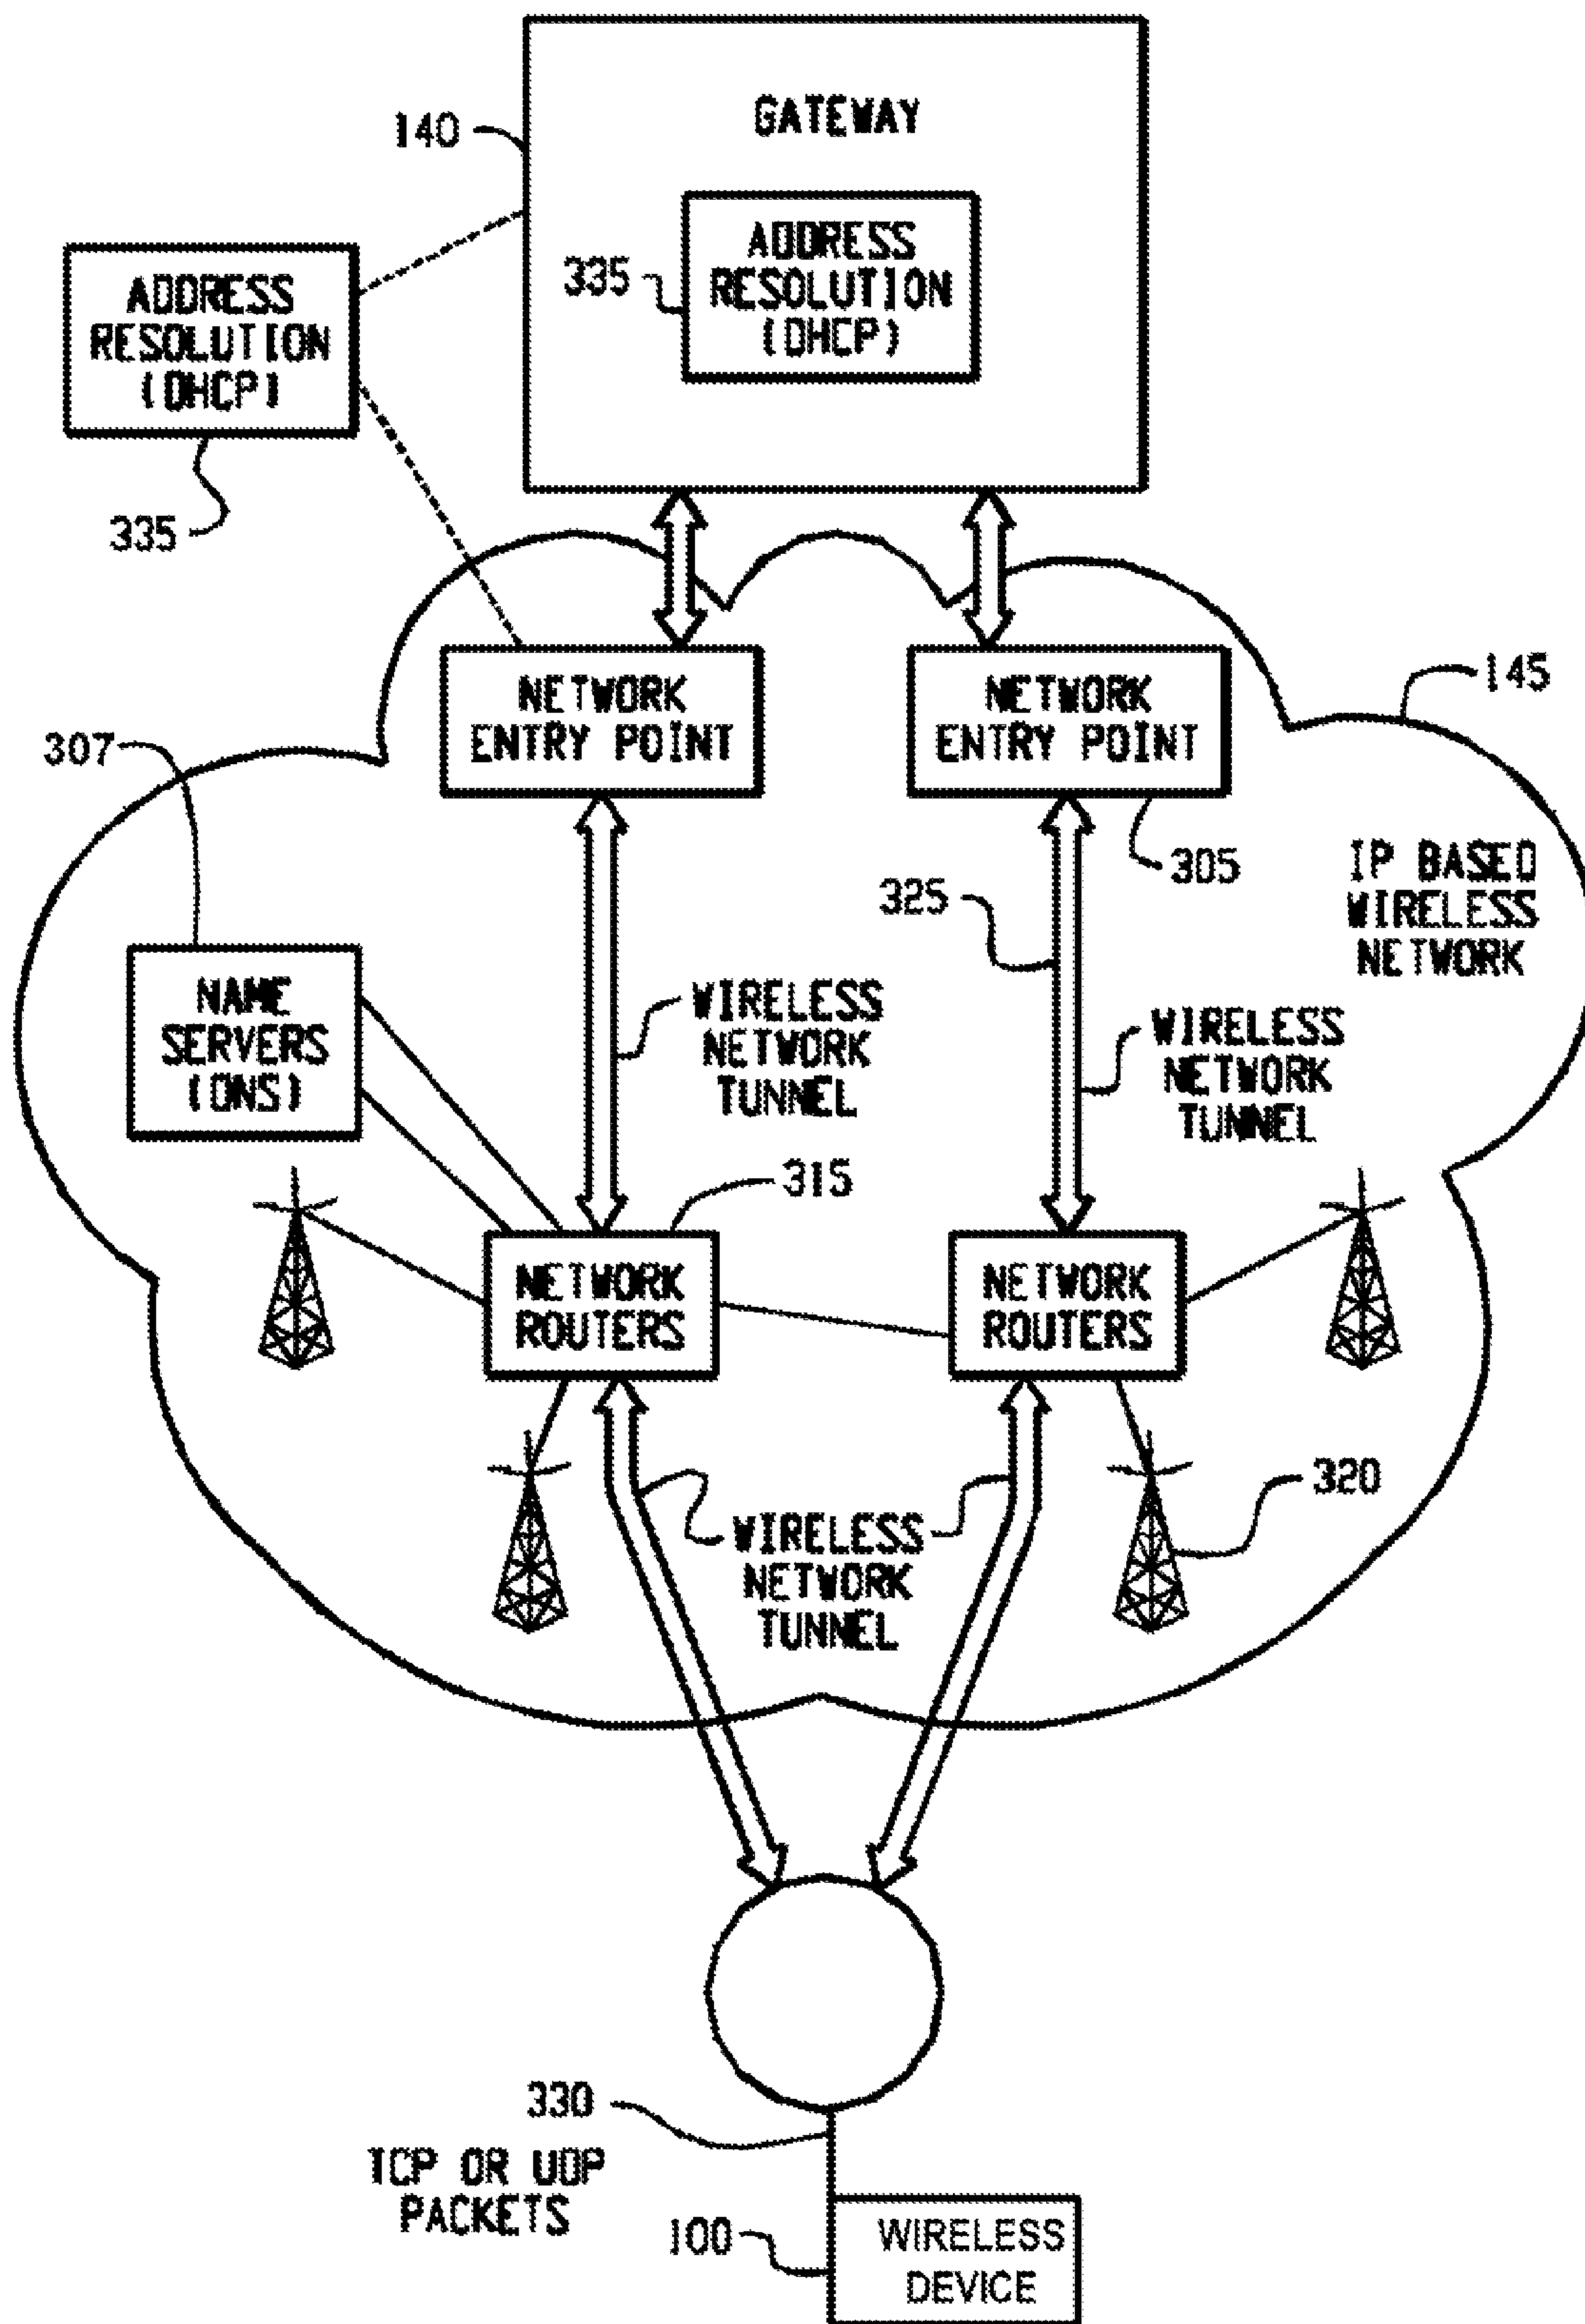 GATEWAY
140
ADDRESS
RESOLUTION
(DHCP)
335
ADDRESS
RESOLUTION
(DHCP)
335
NETWORK
ENTRY POINT
NETWORK
ENTRY POINT
145
307
305
325
IP BASED
WIRELESS
NETWORK
NAME
SERVERS
(DNS)
WIRELESS
NETWORK
TUNNEL
WIRELESS
NETWORK
TUNNEL
315
NETWORK
ROUTERS
NETWORK
ROUTERS
320
WIRELESS
NETWORK
TUNNEL
330
TCP OR UDP
PACKETS
100
WIRELESS
DEVICE